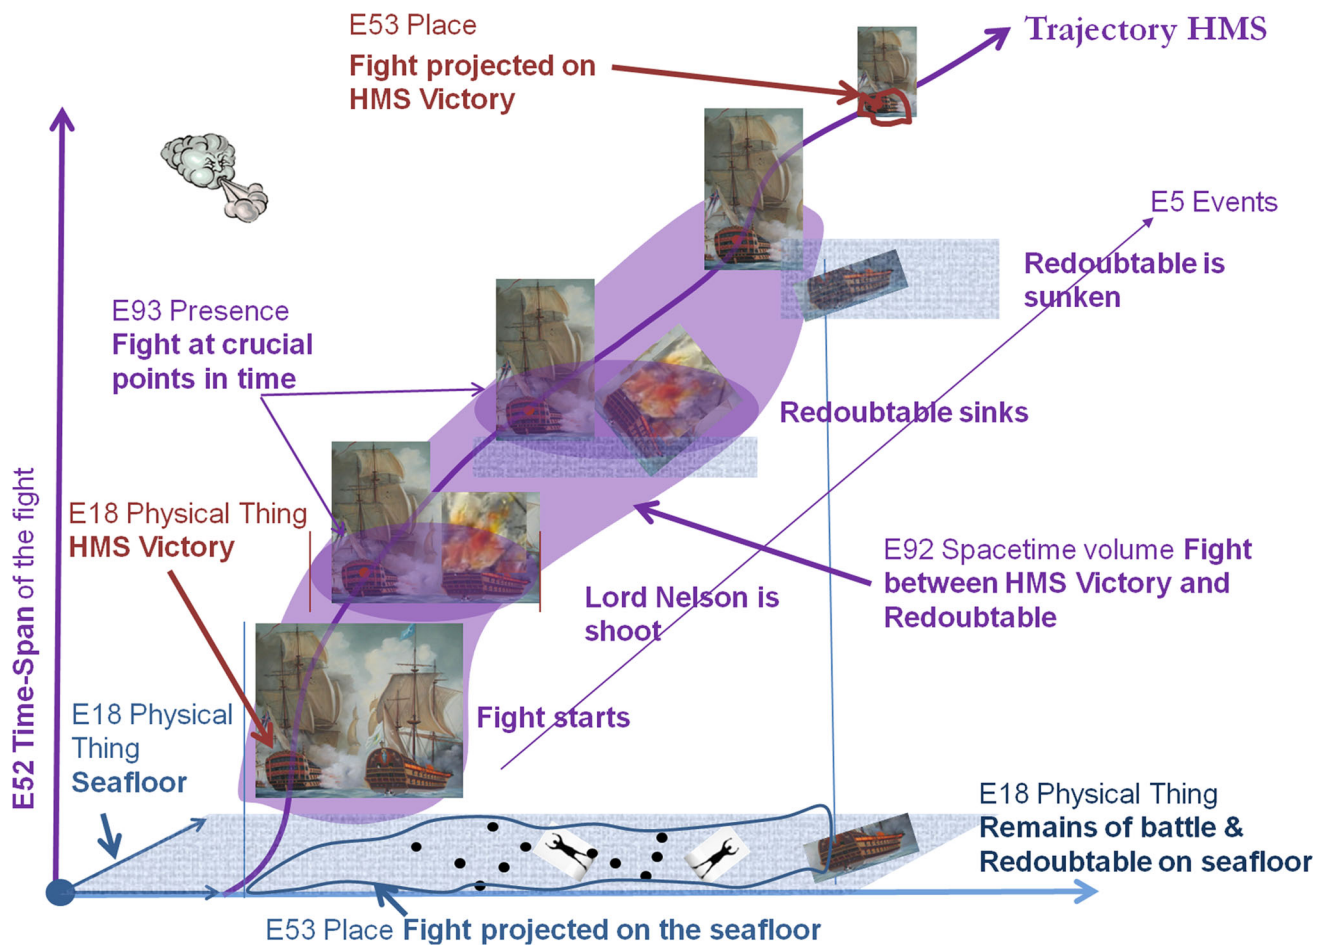 E53 Place
Fight projected on
HMS Victory
Trajectory HMS
E5 Events
Redoubtable is
sunken
E93 Presence
Fight at crucial
points in time
Redoubtable sinks
E18 Physical Thing
HMS Victory
E92 Spacetime volume Fight
between HMS Victory and
Redoubtable
Lord Nelson is
shoot
E52 Time-Span of the fight
E18 Physical
Thing
Seafloor
Fight starts
E18 Physical Thing
Remains of battle &
Redoubtable on seafloor
E53 Place Fight projected on the seafloor